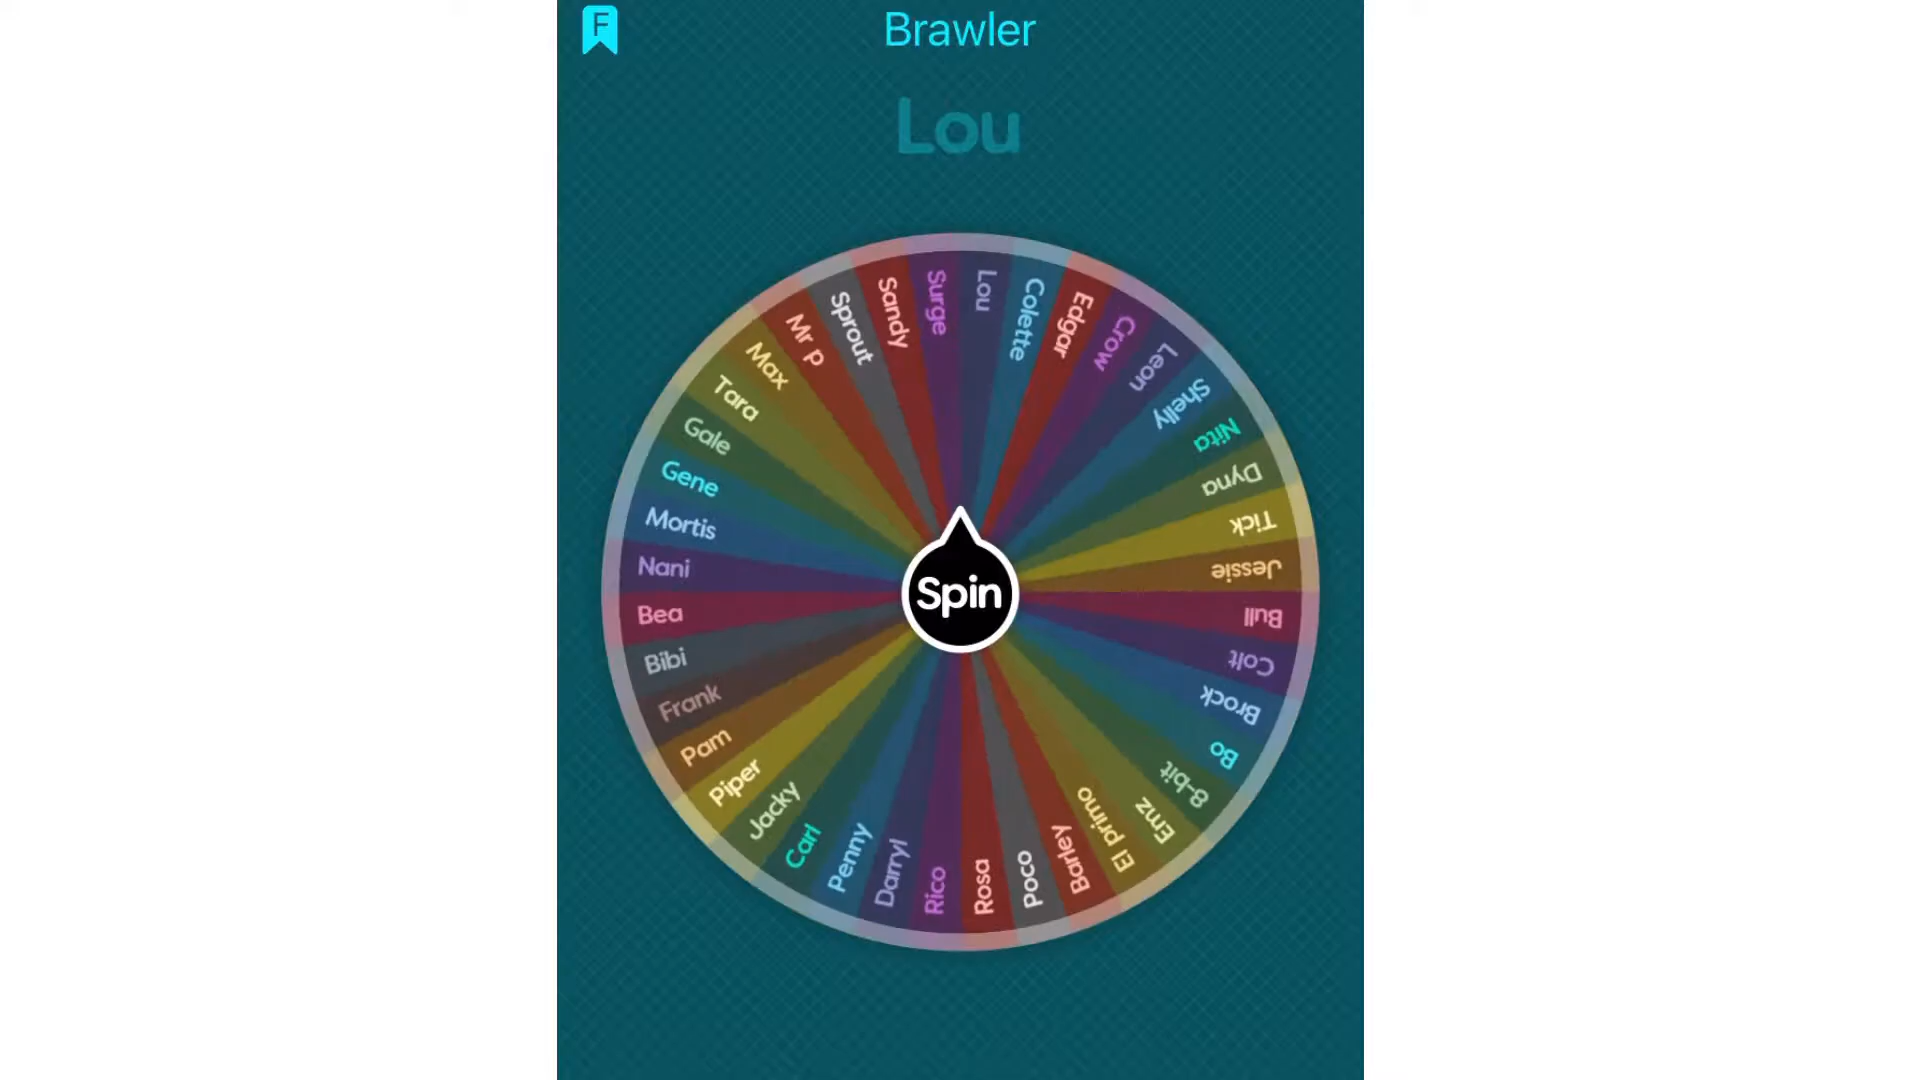 F
Brawler
Lou
Lou
Colette
Edgar
Crow
Leon
Shelly
Nita
Dyna
Tick
Jessie
Bull
Colt
Brock
Bo
8-bit
Emz
El primo
Barley
Poco
Rosa
Rico
Darryl
Penny
Carl
Jacky
Piper
Pam
Frank
Bibi
Bea
Nani
Mortis
Gene
Gale
Tara
Max
Mr p
Sprout
Sandy
Surge
Spin